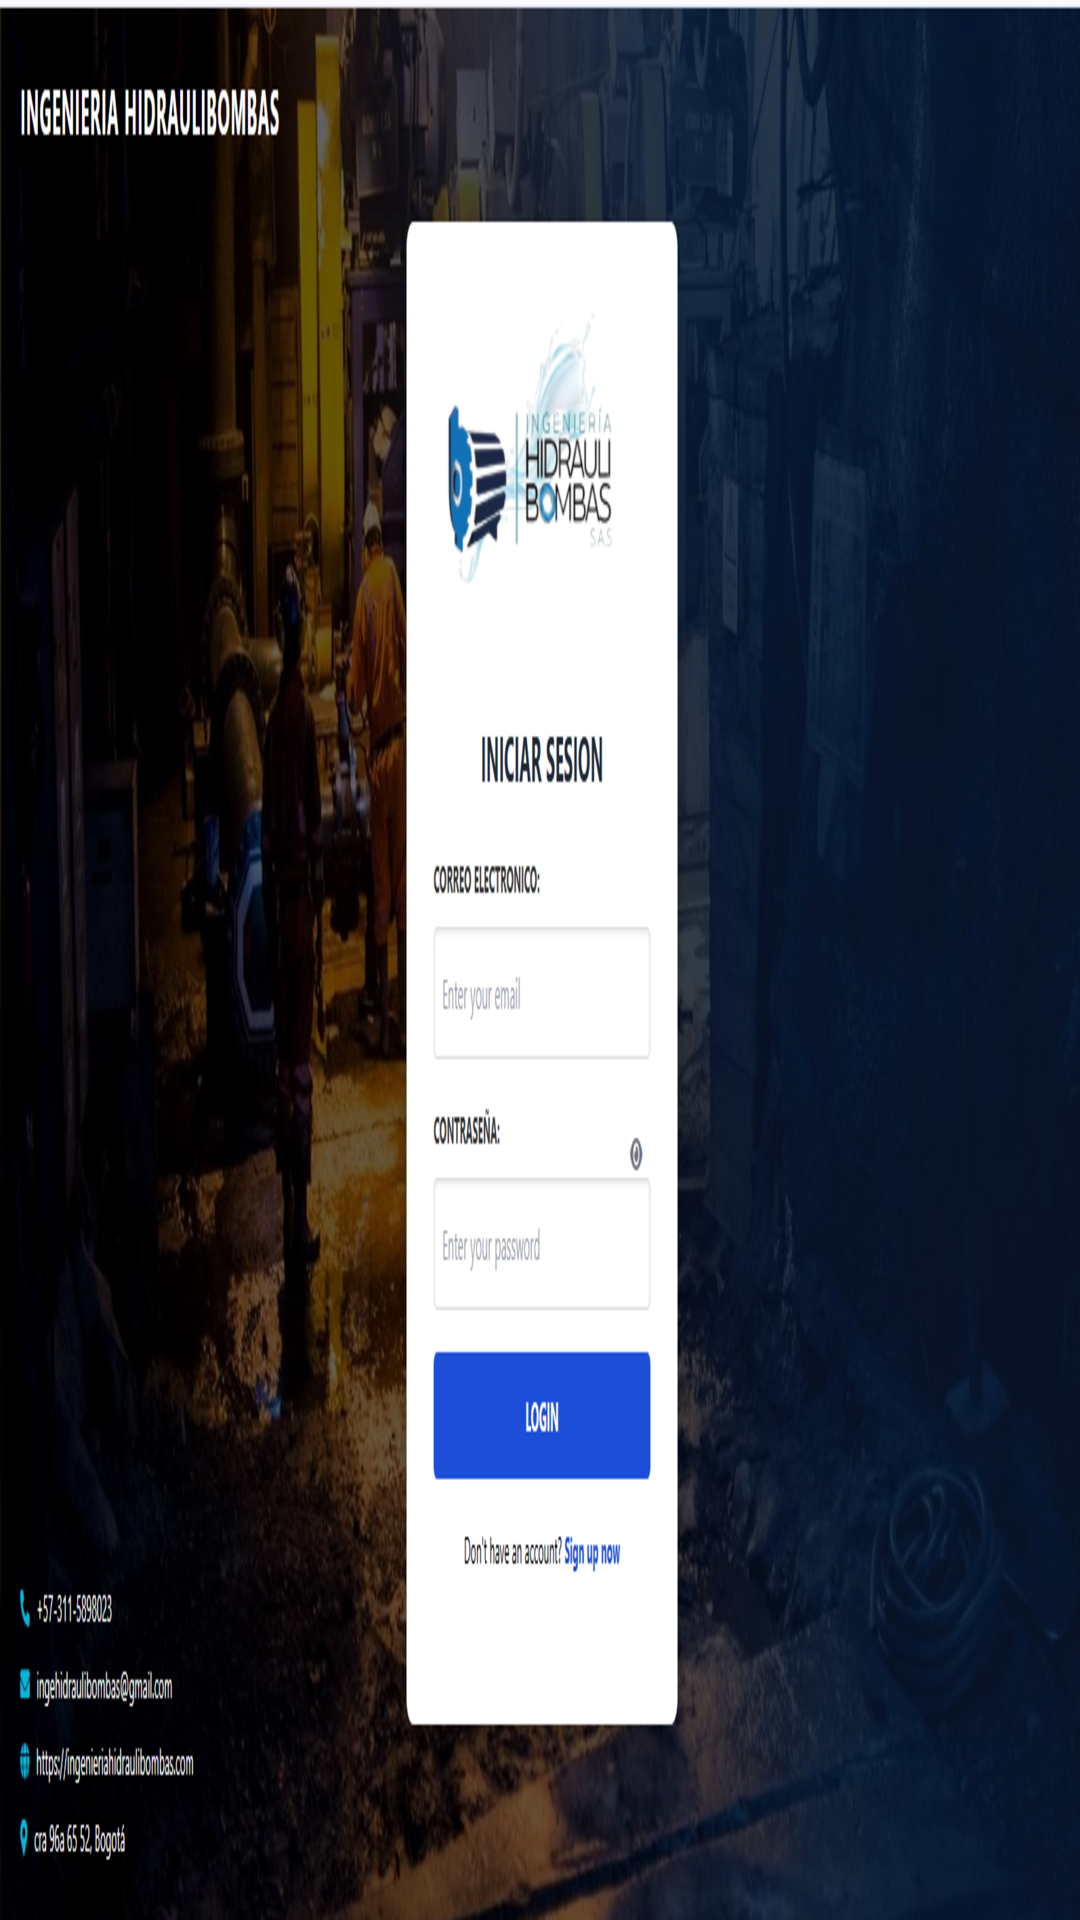 INGENIERIA HIDRAULIBOMBAS
INGENIERÍA
HIDRAULI
BOMBAS
SAS
INICIAR SESION
CORREO ELECTRONICO:
Enter your email
CONTRASEÑA:
Enter your password
LOGIN
Don't have an account? Sign up now
+57-311-5898023
ingehidraulibombas@gmail.com
https://ingenieriahidraulibombas.com
cra 96a 65 52, Bogotá